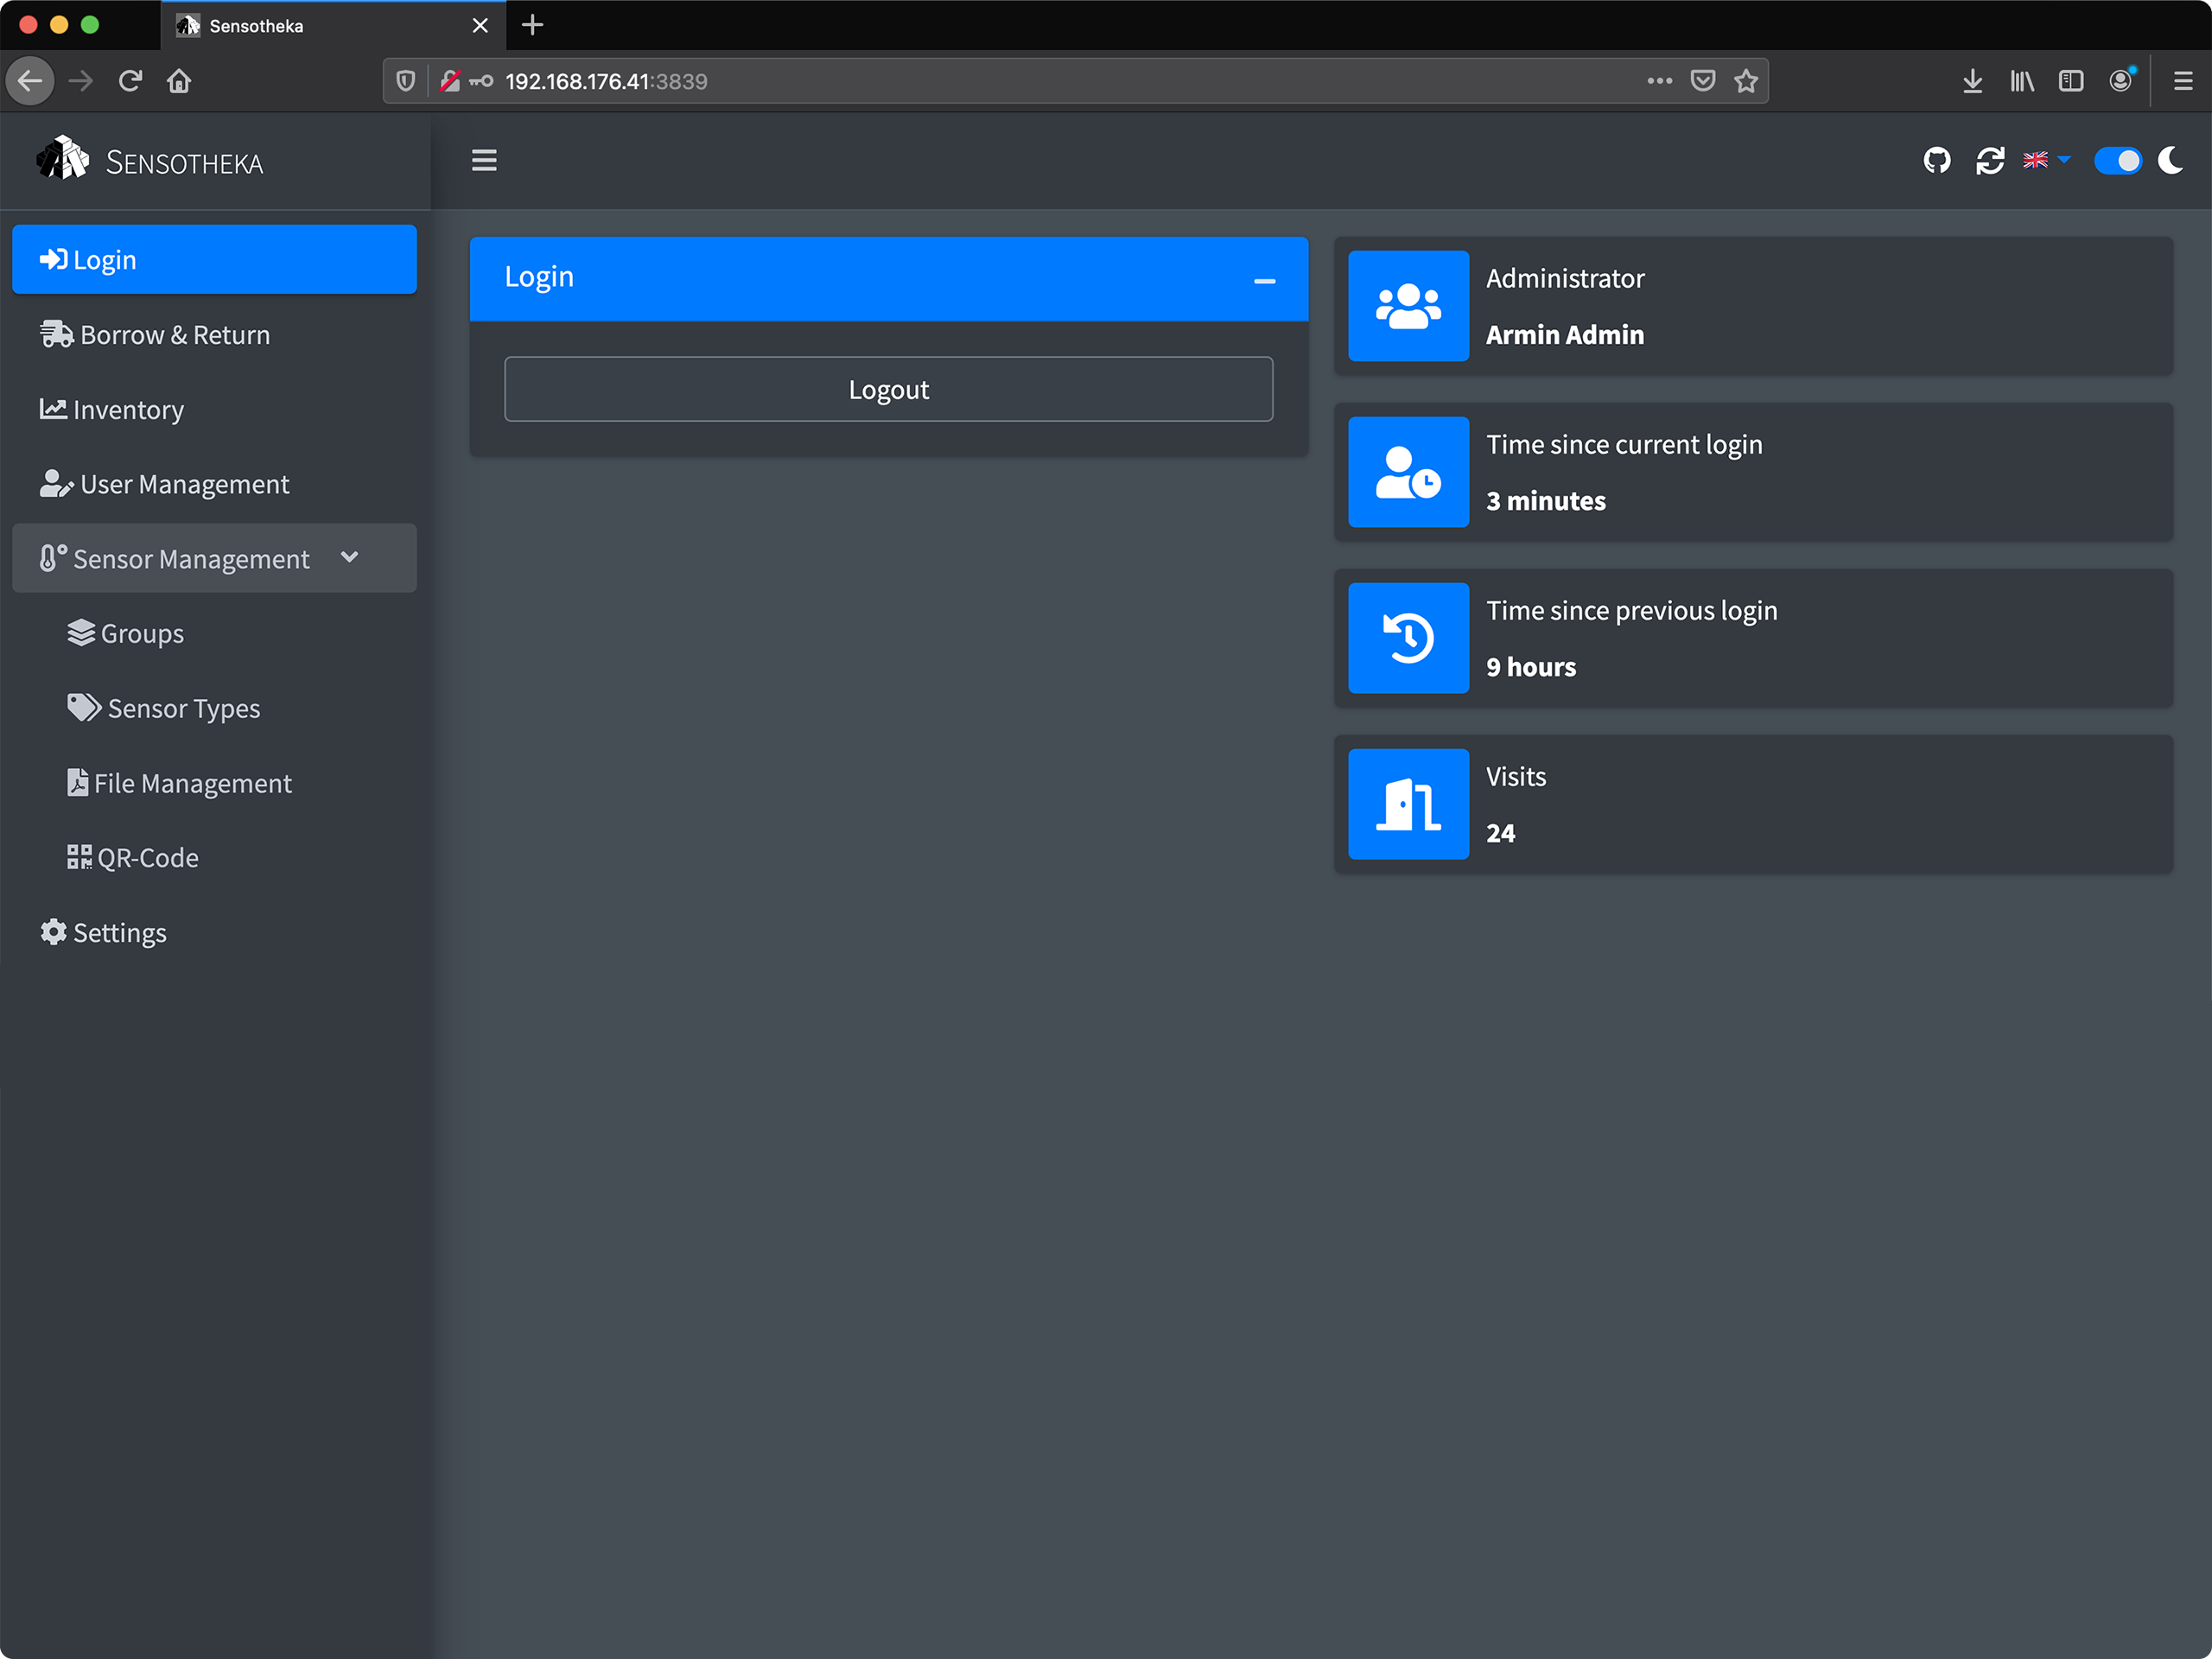 Sensotheka
192.168.176.41:3839
SENSOTHEKA
Login
Borrow & Return
Inventory
User Management
Sensor Management
Groups
Sensor Types
File Management
QR-Code
Settings
Login
Logout
Administrator
Armin Admin
Time since current login
3 minutes
Time since previous login
9 hours
Visits
24